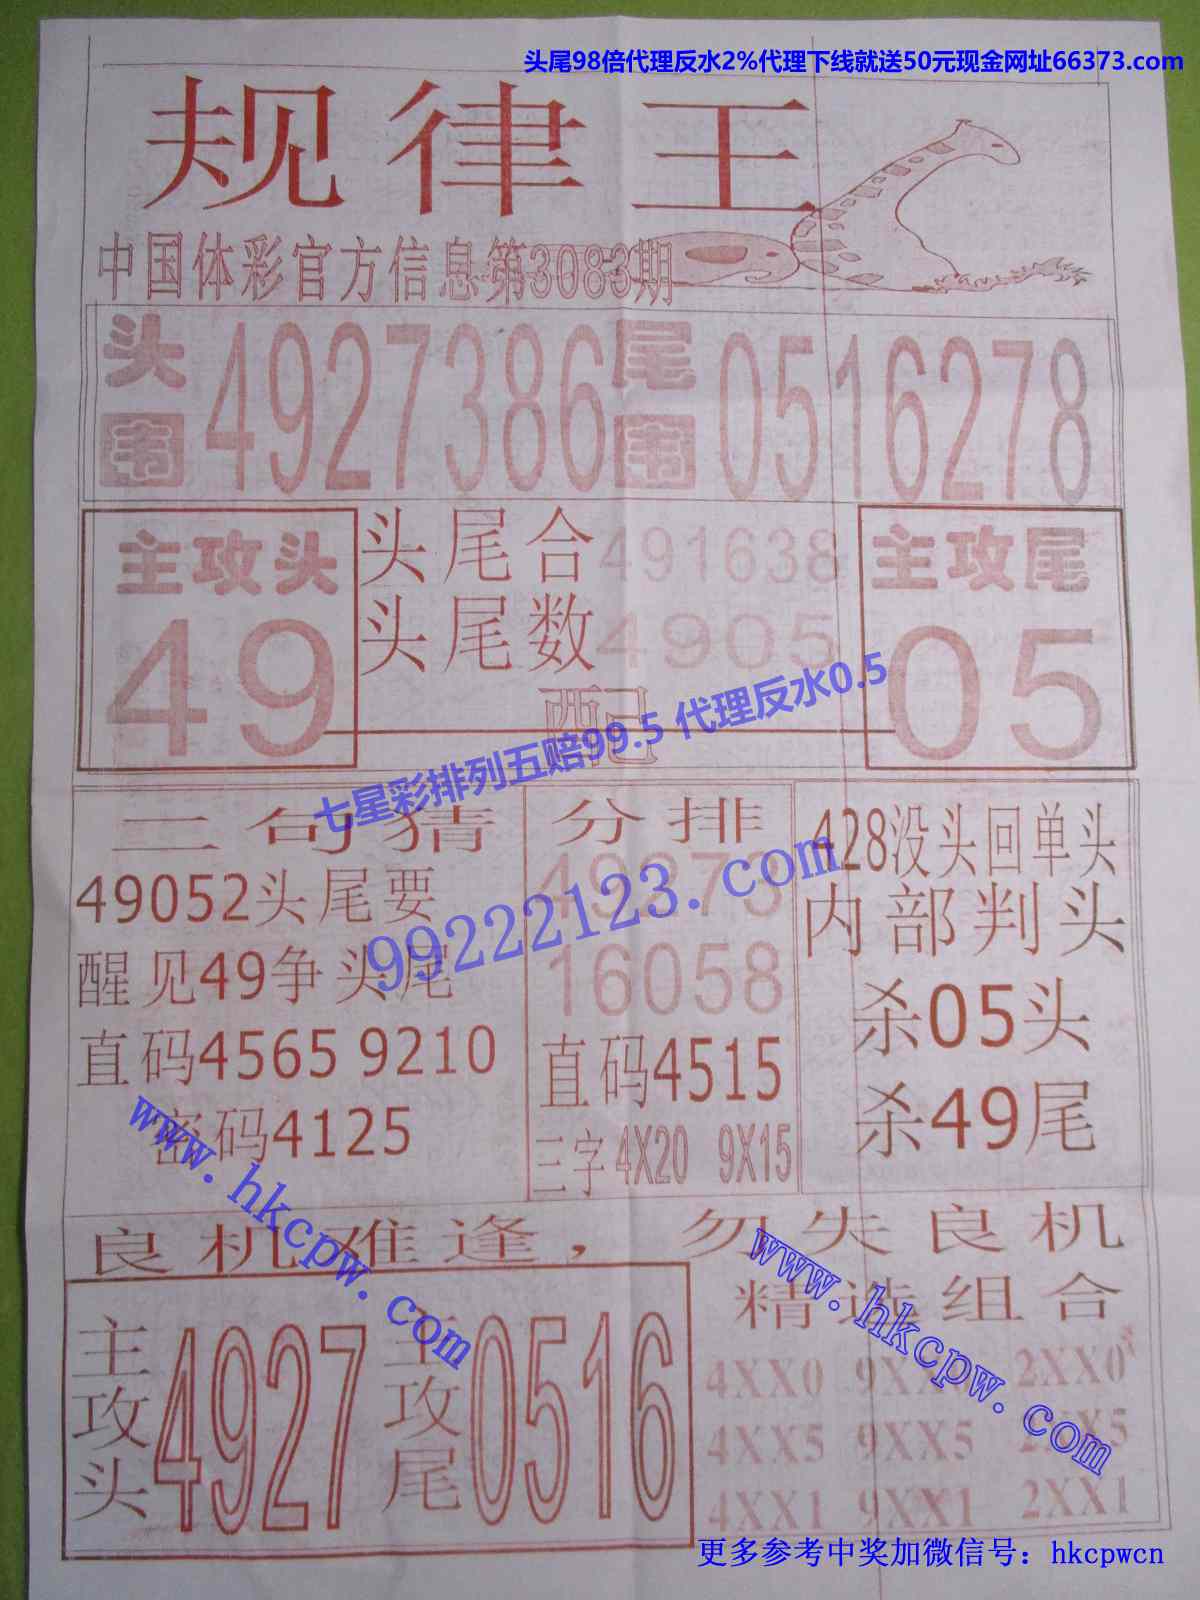 头尾98倍代理反水2%代理下线就送50元现金网址66373.com
规律王
中国体彩官方信息第3083期
头围 4927386 尾围 0516278
主攻头 49
头尾合 491638
头尾数 4905
配
主攻尾 05
七星彩排列五赔99.5 代理反水0.5
99222123.com
三句猜
49052头尾要
醒见49争头尾
直码4565 9210
密码4125
分排
49273
16058
直码4515
三字4X20 9X15
428没头回单头
内部判头
杀05头
杀49尾
www.hkcpw.com
www.hkcpw.com
良机难逢，勿失良机
主攻头 4927 主攻尾 0516
精选组合
4XX0 2XX0
4XX5 9XX5
4XX1 9XX1 2XX1
更多参考中奖加微信号：hkcpwcn